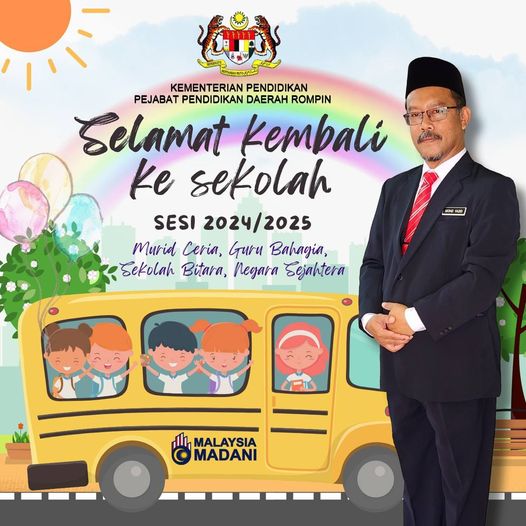 KEMENTERIAN PENDIDIKAN
PEJABAT PENDIDIKAN DAERAH ROMPIN
Selamat Kembali
ke sekolah
SESI 2024/2025
Murid Ceria, Guru Bahagia,
Sekolah Bitara, Negara Sejahtera
MALAYSIA
MADANI